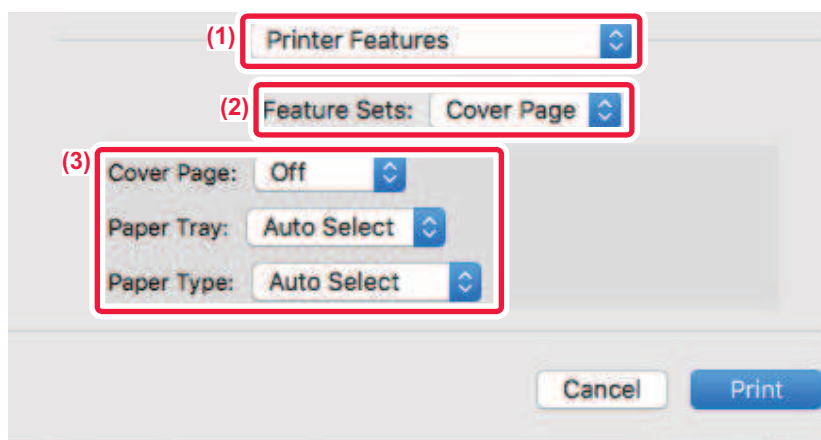 (1) Printer Features
(2) Feature Sets: Cover Page
(3) Cover Page: Off
Paper Tray: Auto Select
Paper Type: Auto Select
Cancel Print